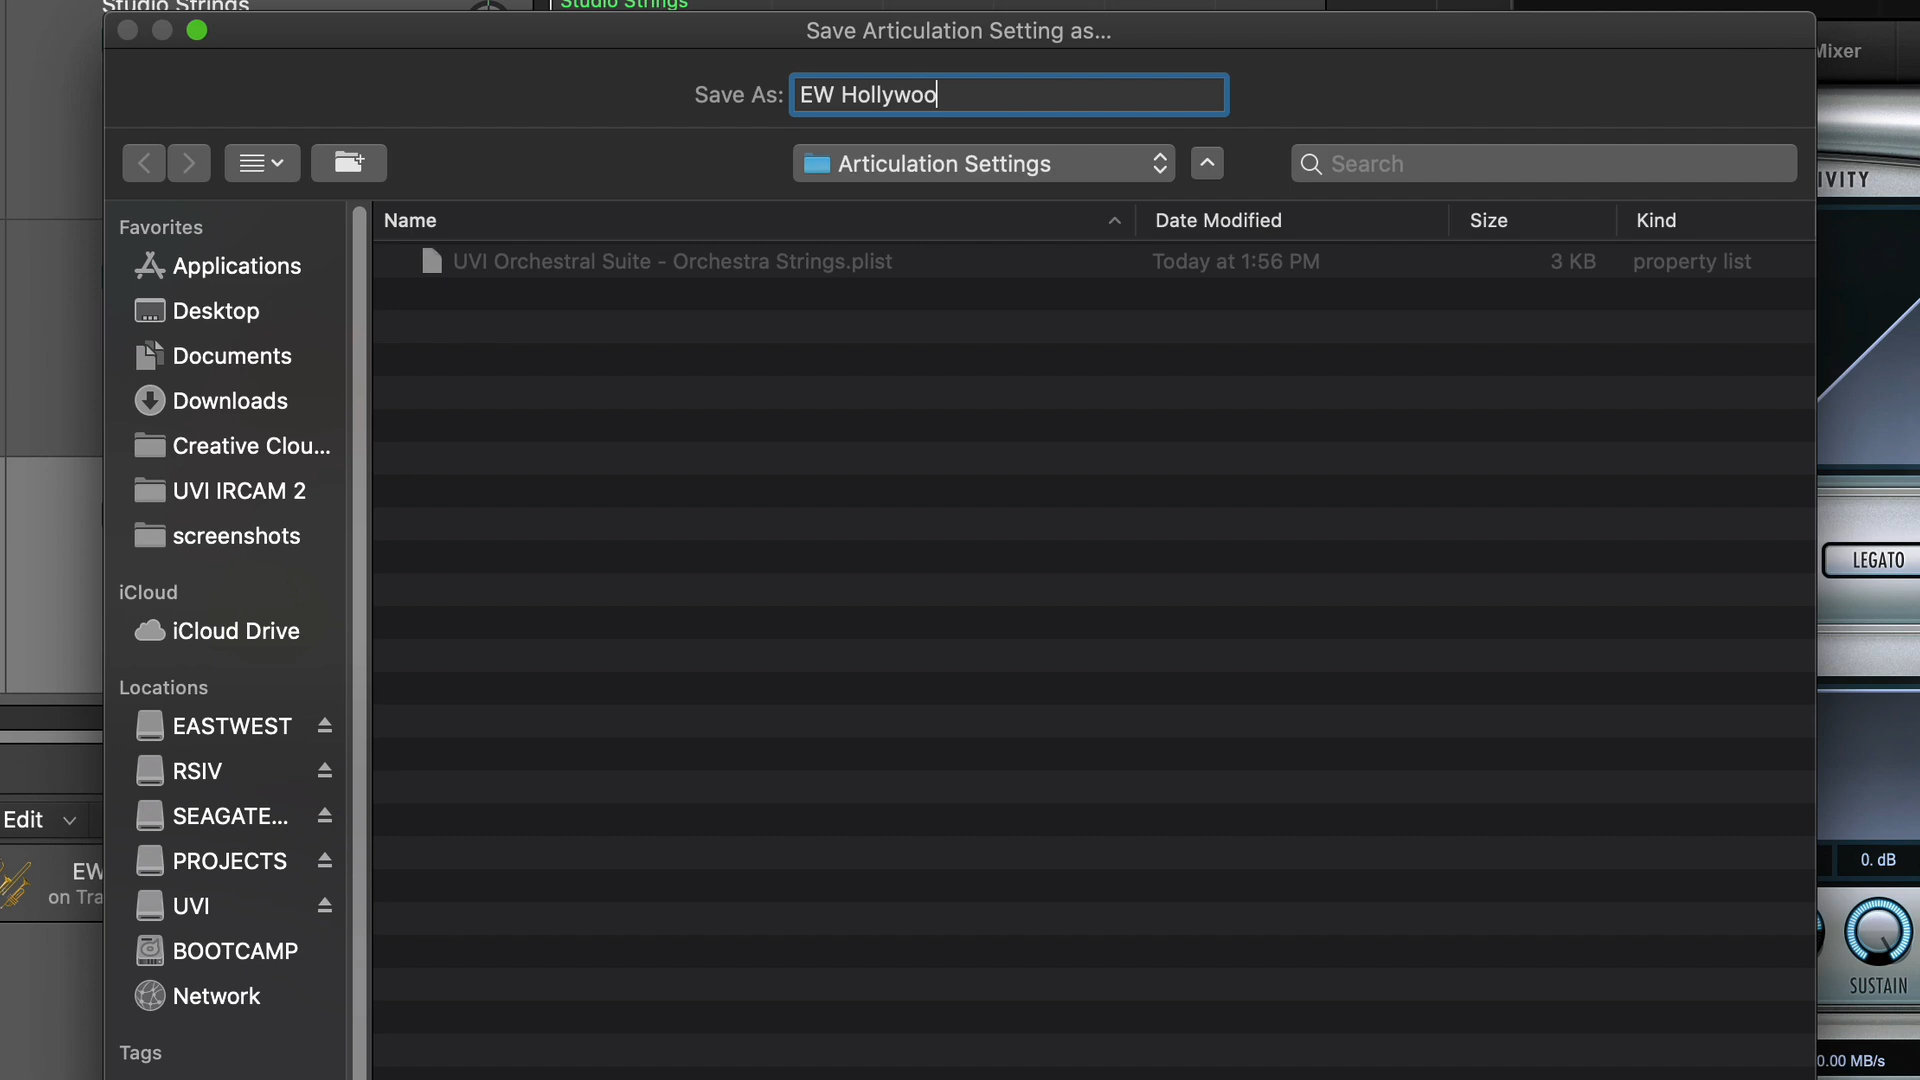 Studio Strings
Studio Strings
Save Articulation Setting as...
Mixer
Save As: EW Hollywoo
Articulation Settings
Search
Favorites
Applications
Desktop
Documents
Downloads
Creative Clou...
UVI IRCAM 2
screenshots
iCloud
iCloud Drive
Locations
EASTWEST
RSIV
SEAGATE...
PROJECTS
UVI
BOOTCAMP
Network
Tags
Name Date Modified Size Kind
UVI Orchestral Suite - Orchestra Strings.plist Today at 1:56 PM 3 KB property list
Edit
EW
on Tra
IVITY
LEGATO
0. dB
SUSTAIN
0.00 MB/s